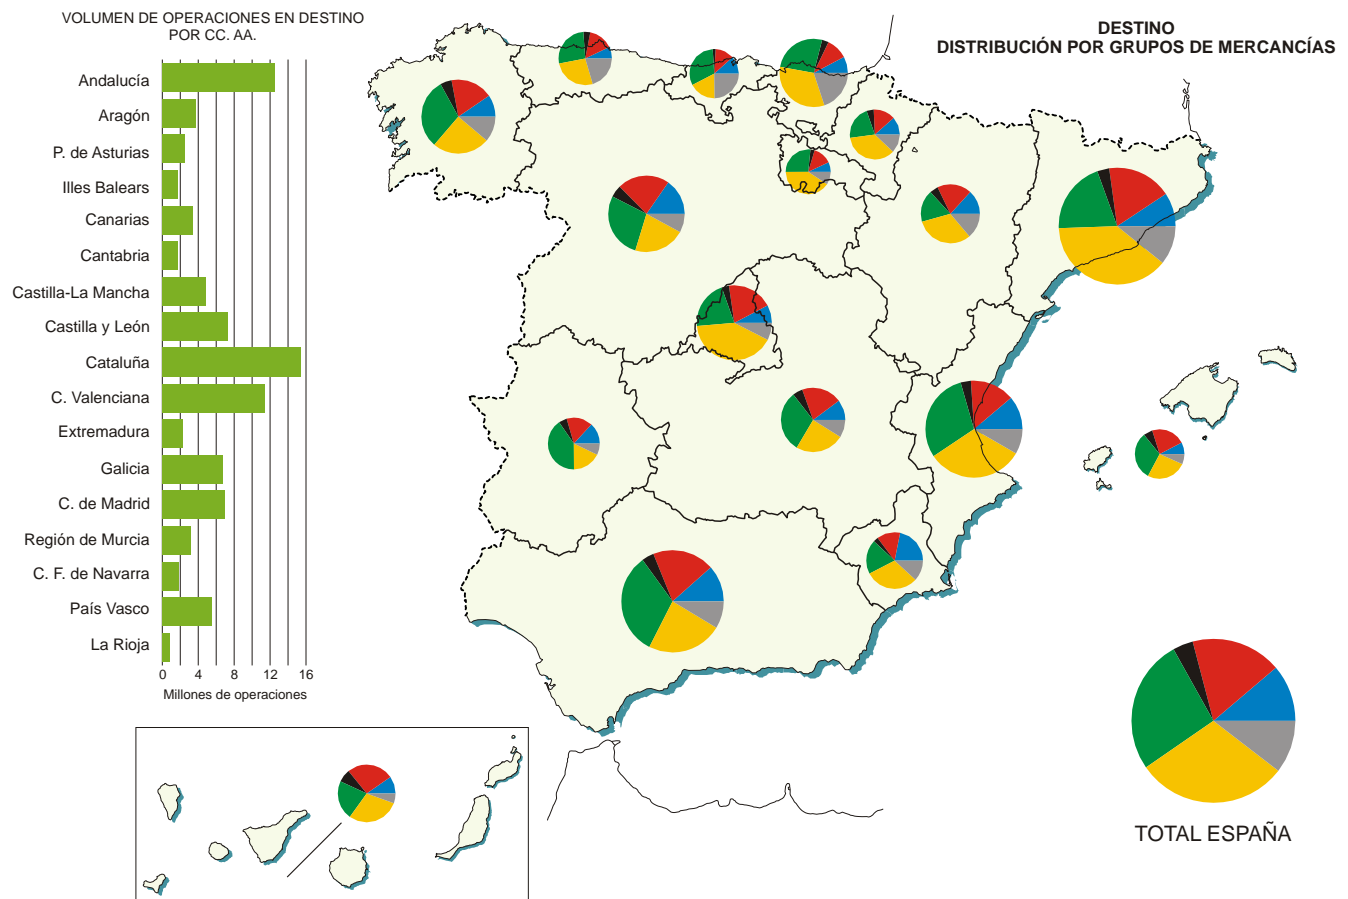 VOLUMEN DE OPERACIONES EN DESTINO
POR CC. AA.
DESTINO
DISTRIBUCIÓN POR GRUPOS DE MERCANCÍAS
Andalucía
Aragón
P. de Asturias
Illes Balears
Canarias
Cantabria
Castilla-La Mancha
Castilla y León
Cataluña
C. Valenciana
Extremadura
Galicia
C. de Madrid
Región de Murcia
C. F. de Navarra
País Vasco
La Rioja
0 4 8 12 16
Millones de operaciones
TOTAL ESPAÑA